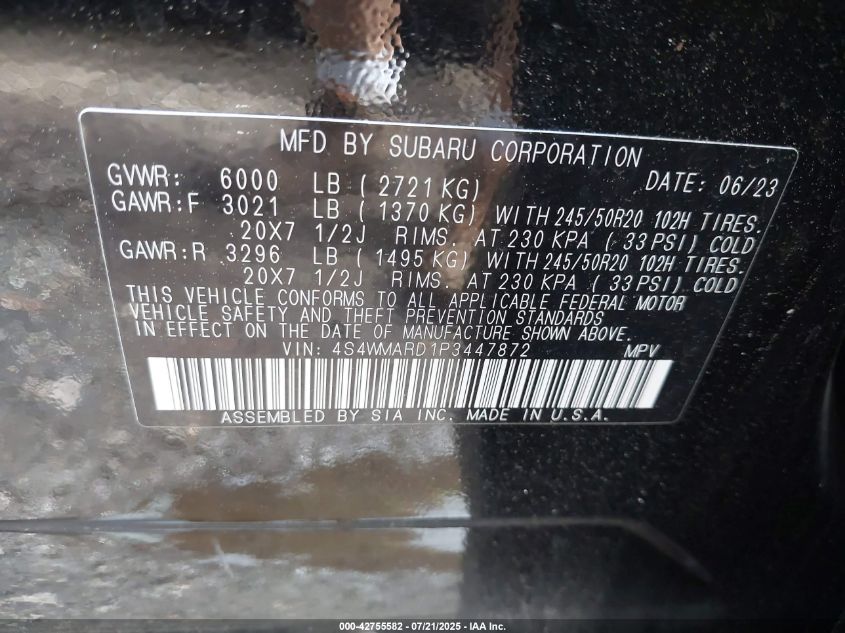 MFD BY SUBARU CORPORATION
GVWR: 6000 LB ( 2721 KG) DATE: 06/23
GAWR:F 3021 LB ( 1370 KG) WITH 245/50R20 102H TIRES.
20X7 1/2J RIMS. AT 230 KPA ( 33 PSI) COLD
GAWR:R 3296 LB ( 1495 KG) WITH 245/50R20 102H TIRES.
20X7 1/2J RIMS. AT 230 KPA ( 33 PSI) COLD
THIS VEHICLE CONFORMS TO ALL APPLICABLE FEDERAL MOTOR
VEHICLE SAFETY AND THEFT PREVENTION STANDARDS
IN EFFECT ON THE DATE OF MANUFACTURE SHOWN ABOVE.
VIN: 4S4WMARD1P3447872 MPV
ASSEMBLED BY SIA INC. MADE IN U.S.A.
000-42755582 / 07/21/2025 - IAA Inc.